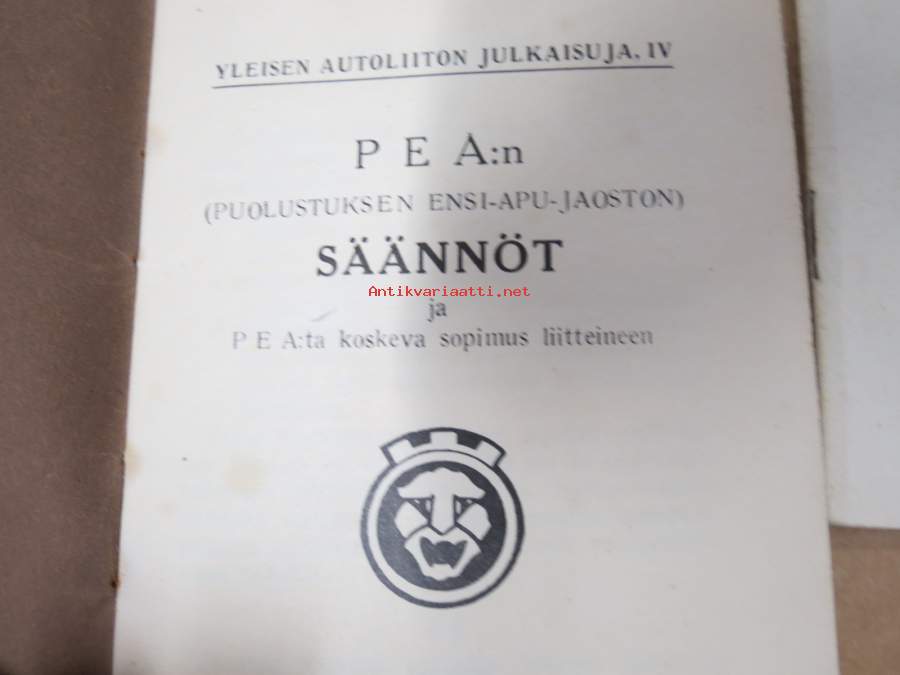 YLEISEN AUTOLIITON JULKAISUJA, IV
P E A:n
(PUOLUSTUKSEN ENSI-APU-JAOSTON)
SÄÄNNÖT
Antikvariaatti.net
ja
P E A:ta koskeva sopimus liitteineen